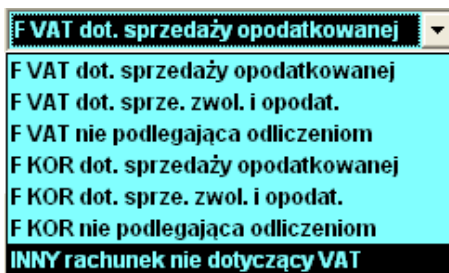 F VAT dot. sprzedaży opodatkowanej
F VAT dot. sprzedaży opodatkowanej
F VAT dot. sprze. zwol. i opodat.
F VAT nie podlegająca odliczeniom
F KOR dot. sprzedaży opodatkowanej
F KOR dot. sprze. zwol. i opodat.
F KOR nie podlegająca odliczeniom
INNY rachunek nie dotyczący VAT